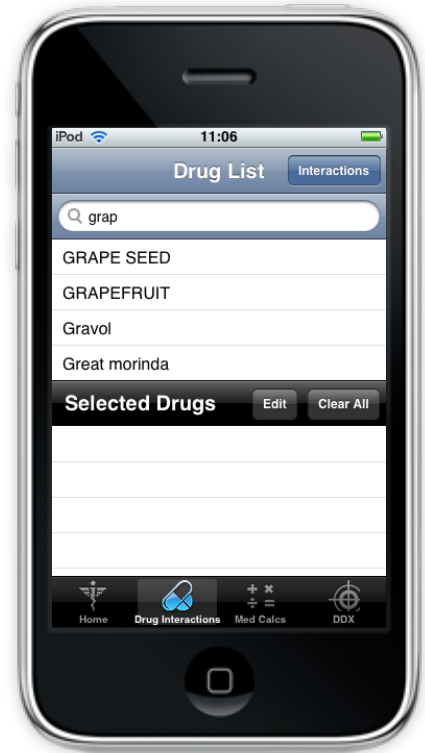 iPod 11:06
Drug List Interactions
grap
GRAPE SEED
GRAPEFRUIT
Gravol
Great morinda
Selected Drugs Edit Clear All
Home Drug Interactions Med Calcs DDX